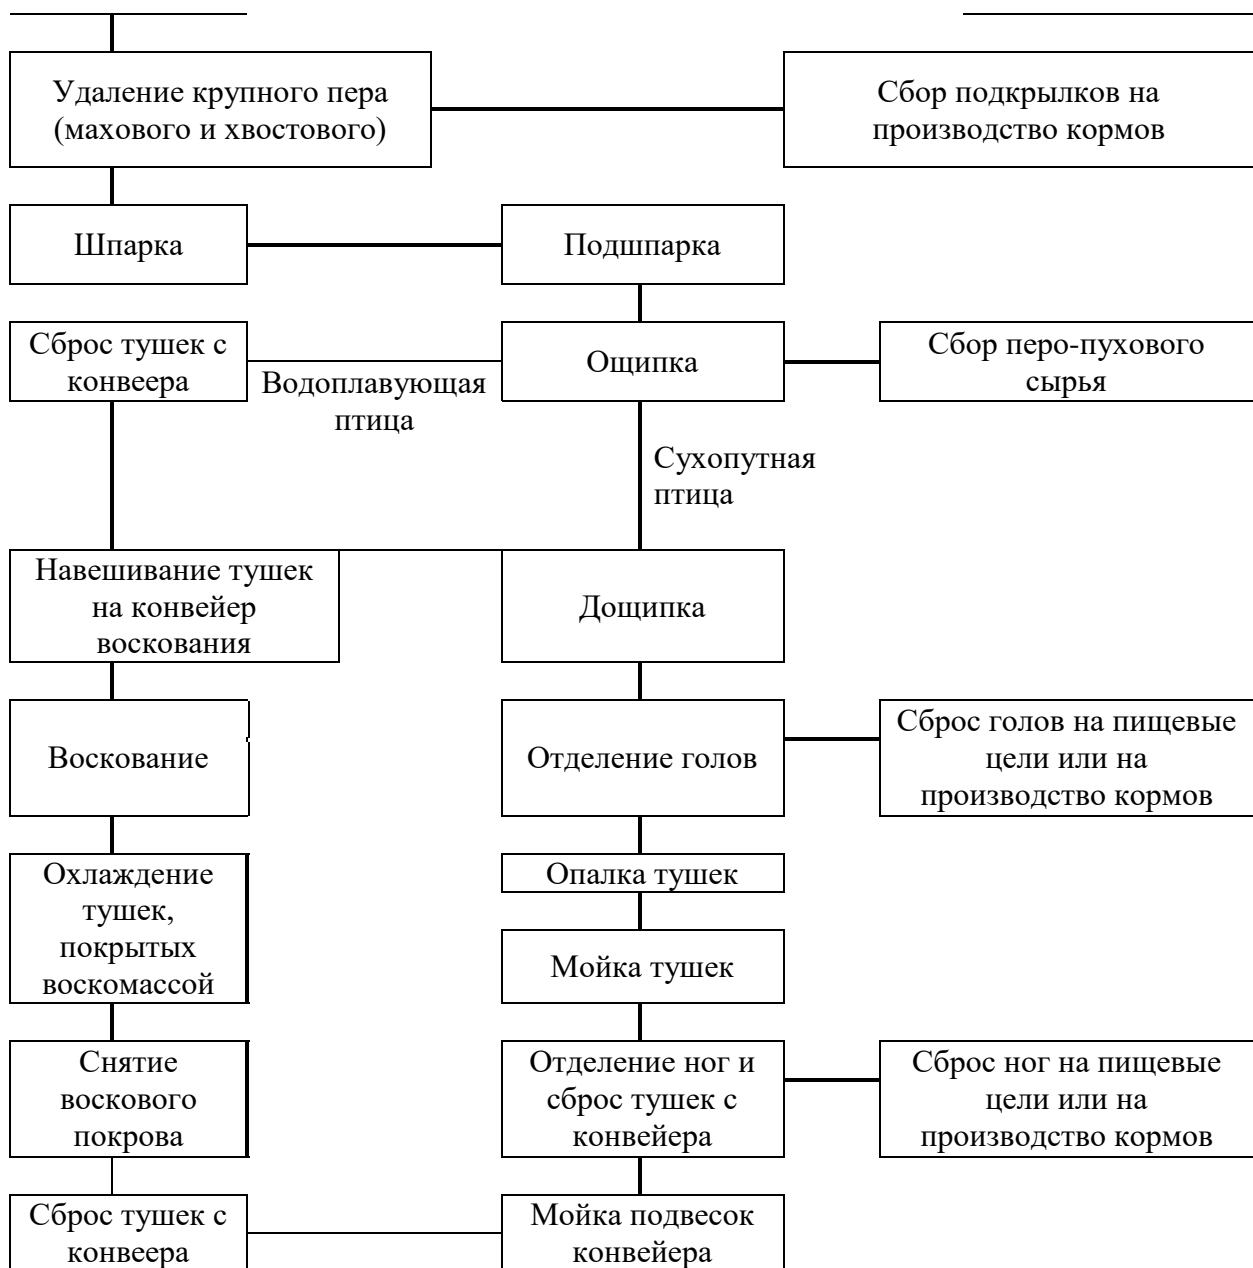 Удаление крупного пера
(махового и хвостового)
Сбор подкрылков на
производство кормов
Шпарка
Подшпарка
Сброс тушек с
конвеера
Водоплавующая
птица
Ощипка
Сбор перо-пухового
сырья
Сухопутная
птица
Навешивание тушек
на конвейер
воскования
Дощипка
Воскование
Отделение голов
Сброс голов на пищевые
цели или на
производство кормов
Охлаждение
тушек,
покрытых
воскомассой
Опалка тушек
Мойка тушек
Снятие
воскового
покрова
Отделение ног и
сброс тушек с
конвейера
Сброс ног на пищевые
цели или на
производство кормов
Сброс тушек с
конвеера
Мойка подвесок
конвейера